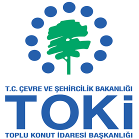 T.C. ÇEVRE VE ŞEHİRCİLİK BAKANLIĞI
TOKİ
TOPLU KONUT İDARESİ BAŞKANLIĞI